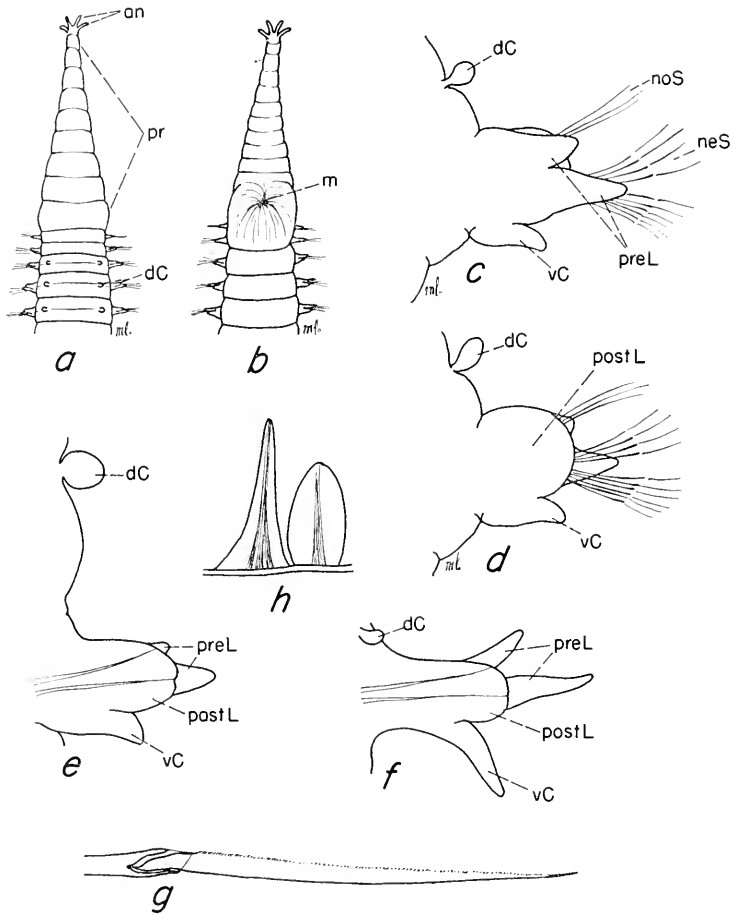 an
pr
dC
ml.
a
m
ml.
b
dC
noS
neS
preL
vC
ml.
c
dC
postL
vC
ml
d
dC
preL
postL
vC
e
h
dC
preL
postL
vC
f
g